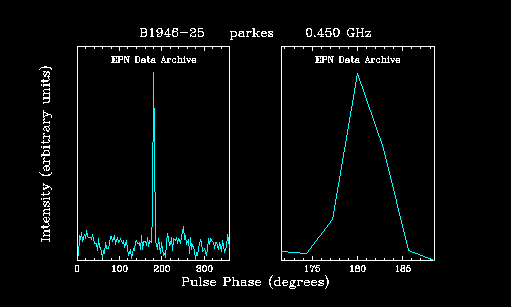 B1946-25 parkes 0.450 GHz
EPN Data Archive EPN Data Archive
Intensity (arbitrary units)
0 100 200 300 175 180 185
Pulse Phase (degrees)